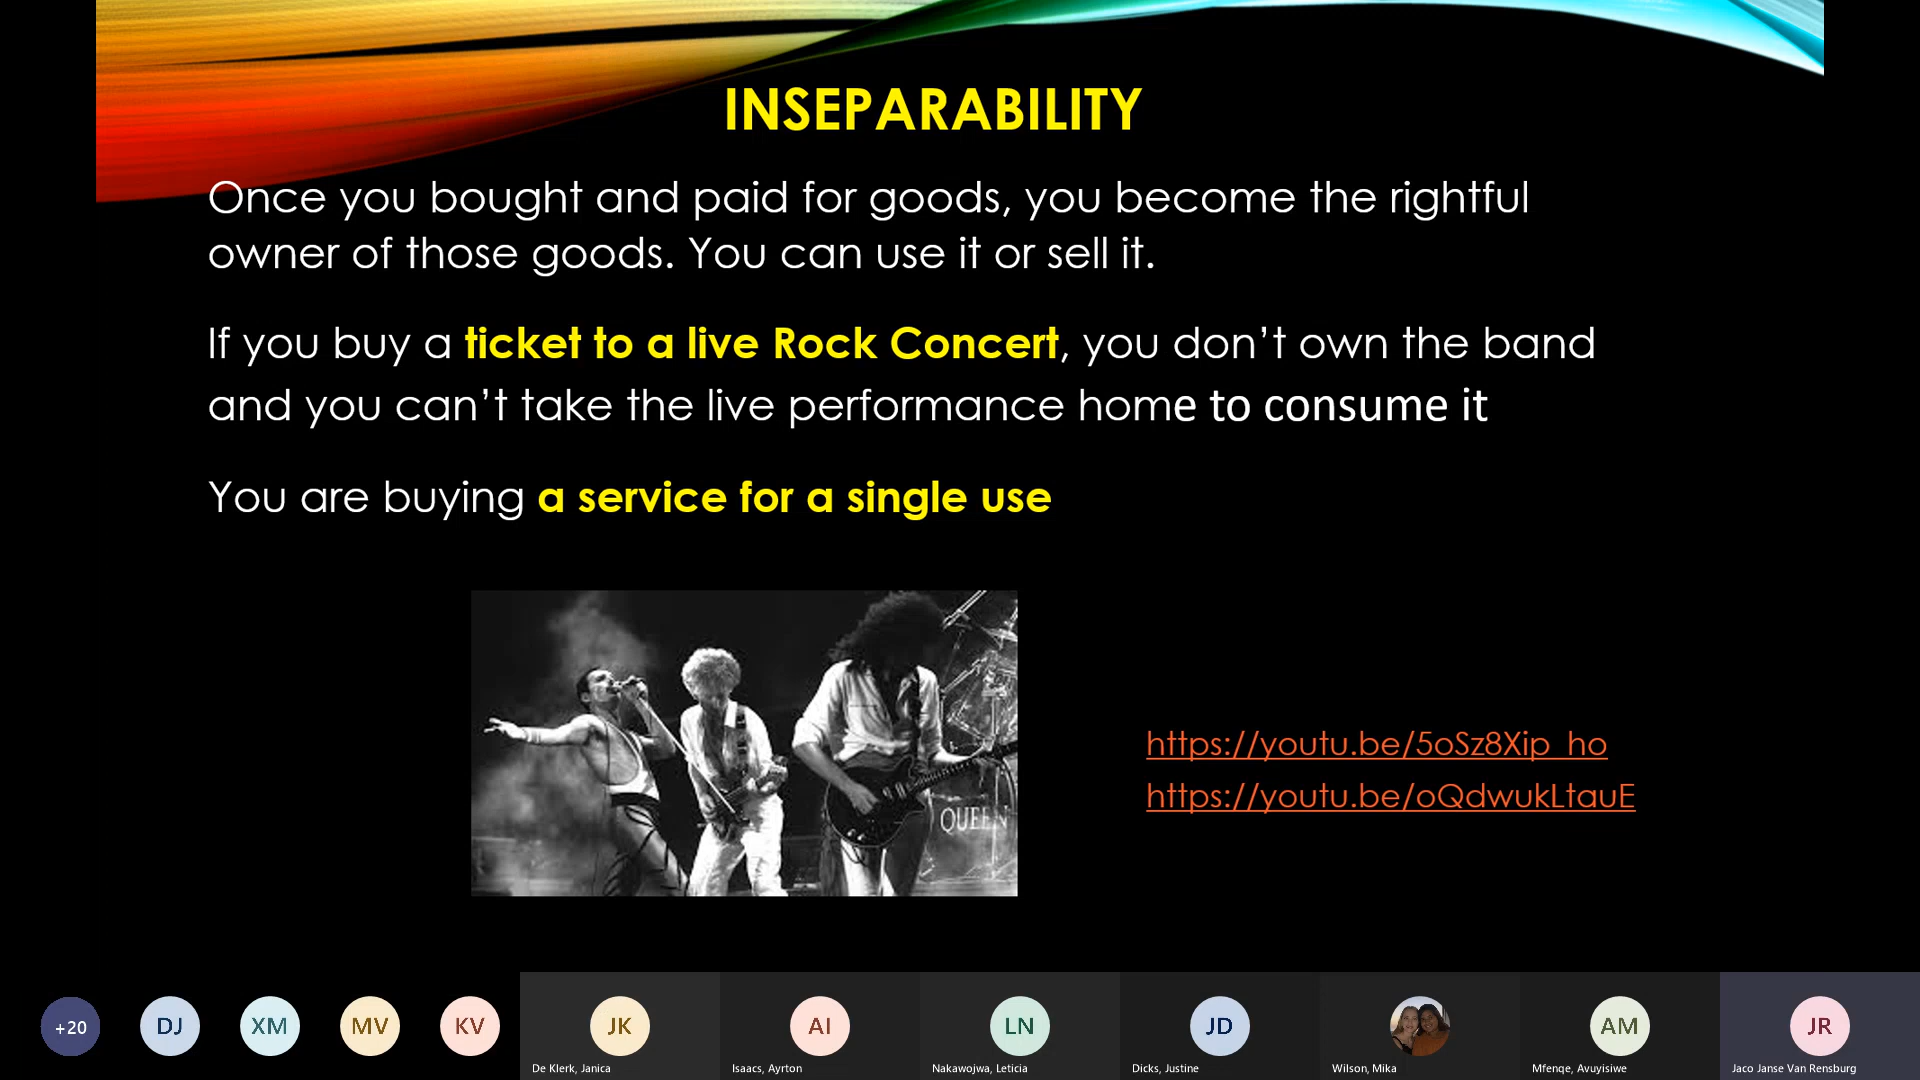 INSEPARABILITY
Once you bought and paid for goods, you become the rightful
owner of those goods. You can use it or sell it.
If you buy a ticket to a live Rock Concert, you don’t own the band
and you can’t take the live performance home to consume it
You are buying a service for a single use
QUEEN
https://youtu.be/5oSz8Xip_ho
https://youtu.be/oQdwukLtauE
+20
DJ
XM
MV
KV
JK
AI
LN
JD
AM
JR
De Klerk, Janica
Isaacs, Ayrton
Nakawojwa, Leticia
Dicks, Justine
Wilson, Mika
Mfenqe, Avuyisiwe
Jaco Janse Van Rensburg